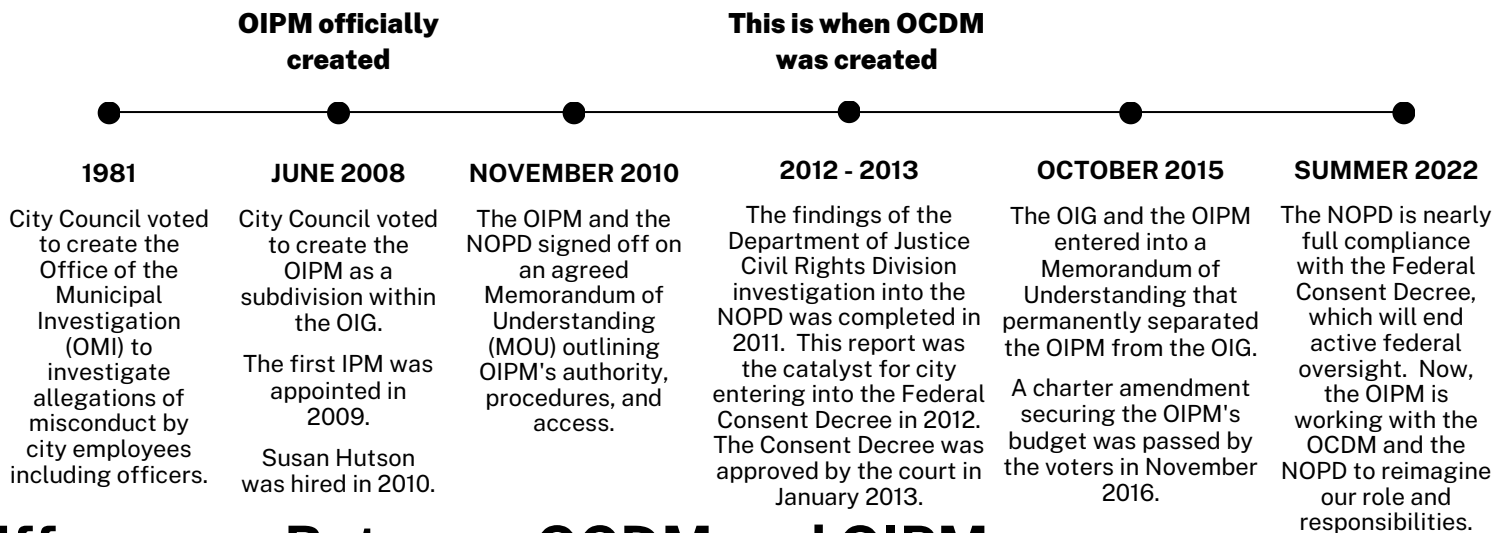 OIPM officially
created
This is when OCDM
was created
1981
City Council voted
to create the
Office of the
Municipal
Investigation
(OMI) to
investigate
allegations of
misconduct by
city employees
including officers.
JUNE 2008
City Council voted
to create the
OIPM as a
subdivision within
the OIG.
The first IPM was
appointed in
2009.
Susan Hutson
was hired in 2010.
NOVEMBER 2010
The OIPM and the
NOPD signed off on
an agreed
Memorandum of
Understanding
(MOU) outlining
OIPM's authority,
procedures, and
access.
2012 - 2013
The findings of the
Department of Justice
Civil Rights Division
investigation into the
NOPD was completed in
2011. This report was
the catalyst for city
entering into the Federal
Consent Decree in 2012.
The Consent Decree was
approved by the court in
January 2013.
OCTOBER 2015
The OIG and the OIPM
entered into a
Memorandum of
Understanding that
permanently separated
the OIPM from the OIG.
A charter amendment
securing the OIPM's
budget was passed by
the voters in November
2016.
SUMMER 2022
The NOPD is nearly
full compliance
with the Federal
Consent Decree,
which will end
active federal
oversight. Now,
the OIPM is
working with the
OCDM and the
NOPD to reimagine
our role and
responsibilities.